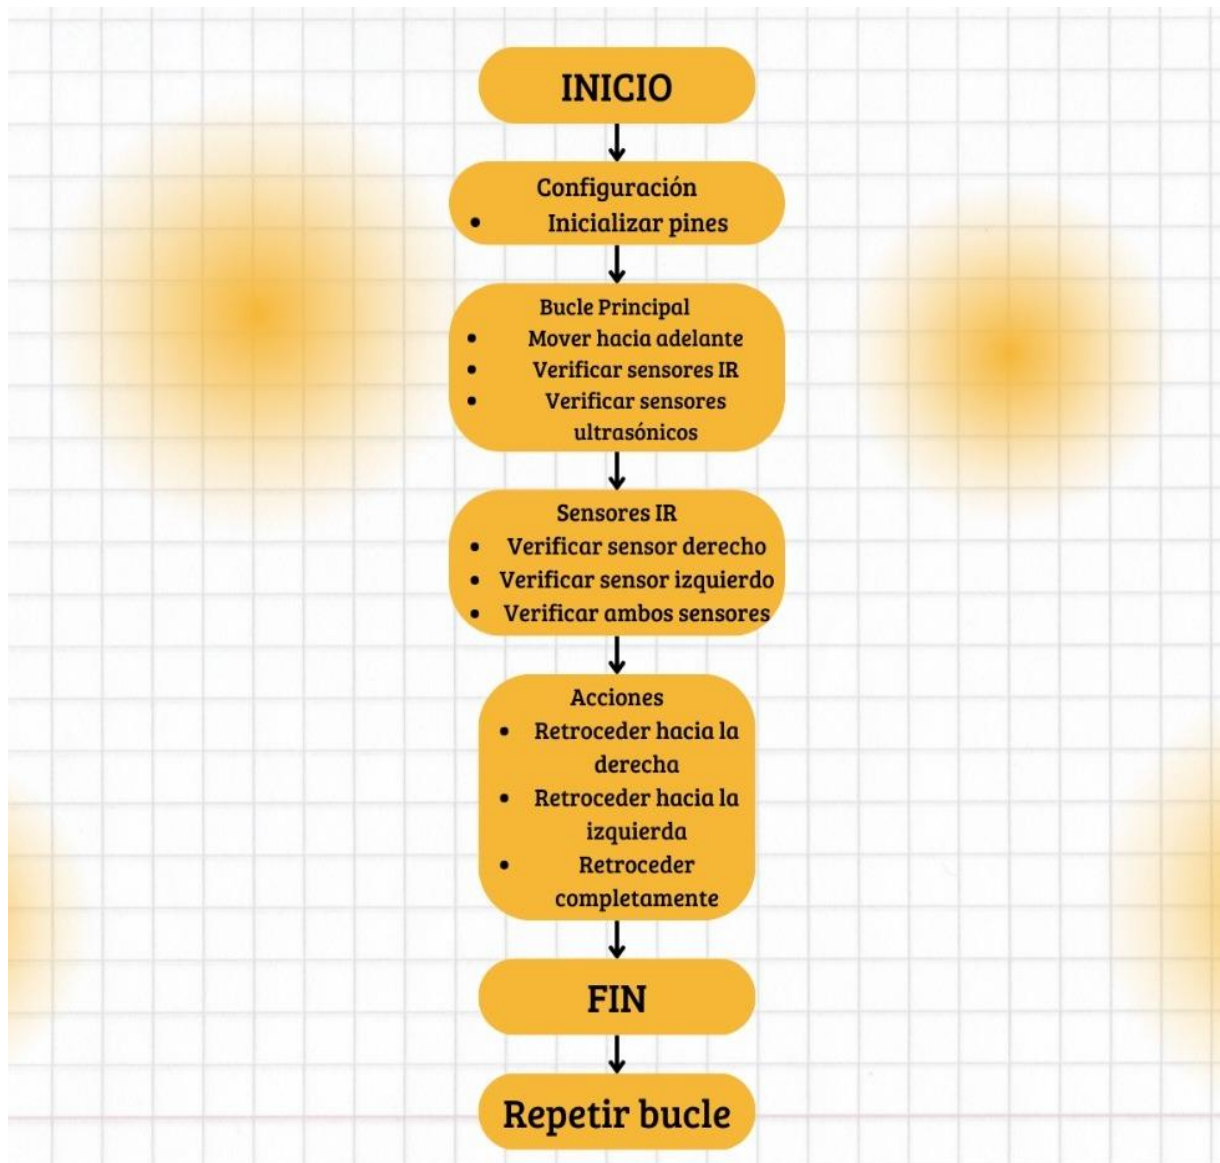 INICIO
Configuración
• Inicializar pines
Bucle Principal
• Mover hacia adelante
• Verificar sensores IR
• Verificar sensores
ultrasónicos
Sensores IR
• Verificar sensor derecho
• Verificar sensor izquierdo
• Verificar ambos sensores
Acciones
• Retroceder hacia la
derecha
• Retroceder hacia la
izquierda
• Retroceder
completamente
FIN
Repetir bucle